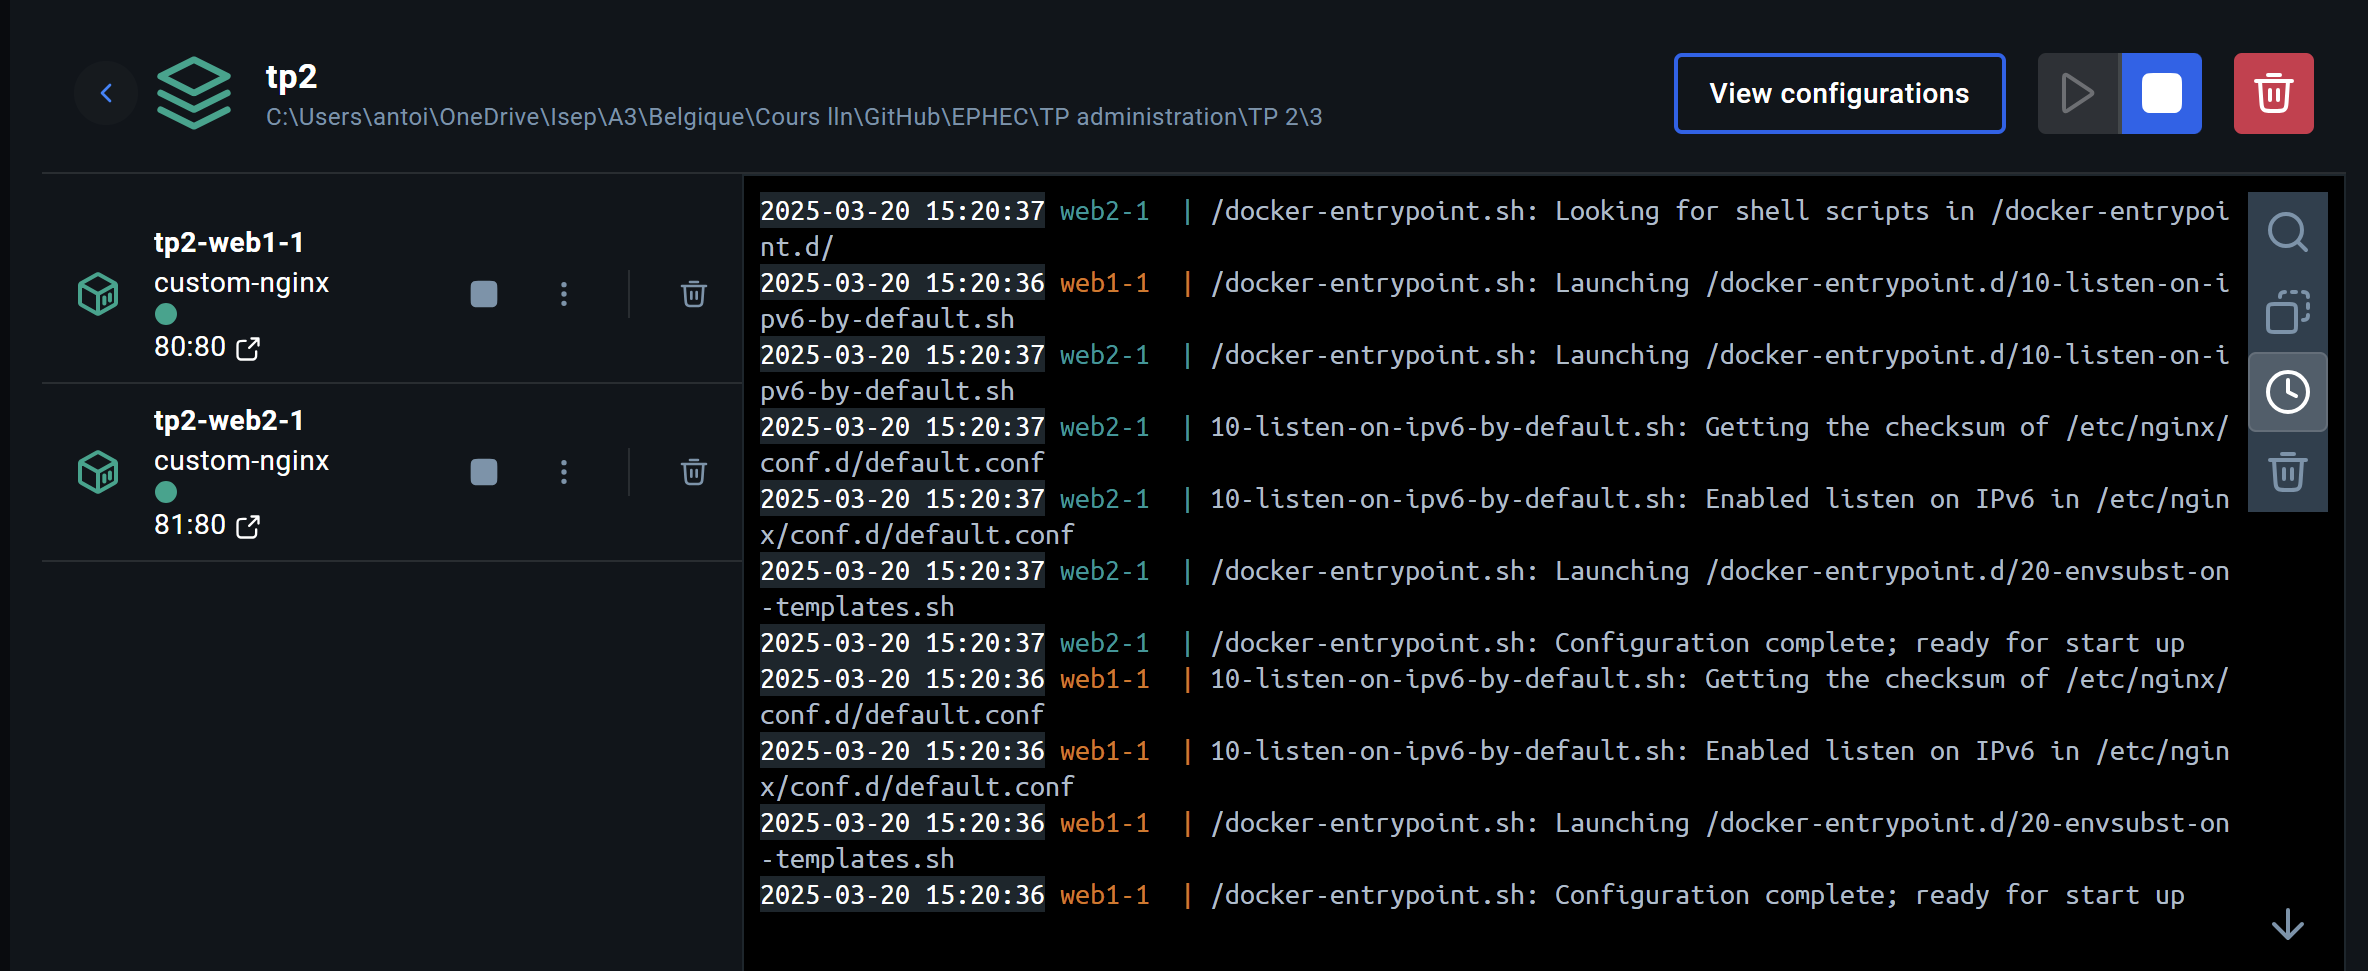 tp2
C:\Users\antoi\OneDrive\Isep\A3\Belgique\Cours lln\GitHub\EPHEC\TP administration\TP 2\3
View configurations
tp2-web1-1
custom-nginx
80:80
tp2-web2-1
custom-nginx
81:80
2025-03-20 15:20:37 web2-1  | /docker-entrypoint.sh: Looking for shell scripts in /docker-entrypoi
nt.d/
2025-03-20 15:20:36 web1-1  | /docker-entrypoint.sh: Launching /docker-entrypoint.d/10-listen-on-i
pv6-by-default.sh
2025-03-20 15:20:37 web2-1  | /docker-entrypoint.sh: Launching /docker-entrypoint.d/10-listen-on-i
pv6-by-default.sh
2025-03-20 15:20:37 web2-1  | 10-listen-on-ipv6-by-default.sh: Getting the checksum of /etc/nginx/
conf.d/default.conf
2025-03-20 15:20:37 web2-1  | 10-listen-on-ipv6-by-default.sh: Enabled listen on IPv6 in /etc/ngin
x/conf.d/default.conf
2025-03-20 15:20:37 web2-1  | /docker-entrypoint.sh: Launching /docker-entrypoint.d/20-envsubst-on
-templates.sh
2025-03-20 15:20:37 web2-1  | /docker-entrypoint.sh: Configuration complete; ready for start up
2025-03-20 15:20:36 web1-1  | 10-listen-on-ipv6-by-default.sh: Getting the checksum of /etc/nginx/
conf.d/default.conf
2025-03-20 15:20:36 web1-1  | 10-listen-on-ipv6-by-default.sh: Enabled listen on IPv6 in /etc/ngin
x/conf.d/default.conf
2025-03-20 15:20:36 web1-1  | /docker-entrypoint.sh: Launching /docker-entrypoint.d/20-envsubst-on
-templates.sh
2025-03-20 15:20:36 web1-1  | /docker-entrypoint.sh: Configuration complete; ready for start up